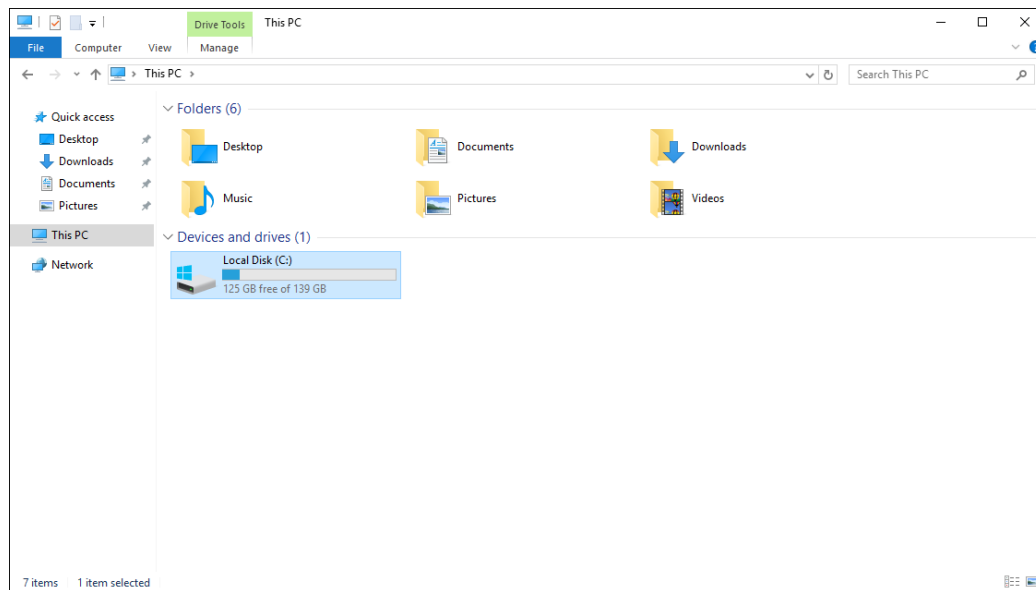 Drive Tools This PC
File Computer View Manage
This PC Search This PC
Quick access
Desktop
Downloads
Documents
Pictures
This PC
Network
Folders (6)
Desktop Documents Downloads
Music Pictures Videos
Devices and drives (1)
Local Disk (C:)
125 GB free of 139 GB
7 items 1 item selected